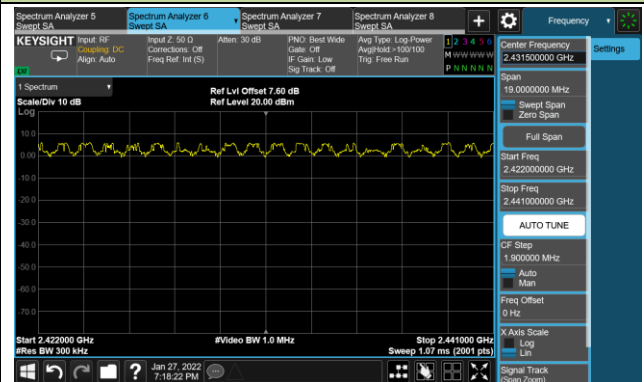 Spectrum Analyzer 5
Swept SA
Spectrum Analyzer 6
Swept SA
Spectrum Analyzer 7
Swept SA
Spectrum Analyzer 8
Swept SA
+
Frequency
KEYSIGHT
Input: RF
Coupling: DC
Align: Auto
Input Z: 50 Ω
Corrections: Off
Freq Ref: Int (S)
Atten: 30 dB
PNO: Best Wide
Gate: Off
IF Gain: Low
Sig Track: Off
Avg Type: Log-Power
Avg|Hold:>100/100
Trig: Free Run
1 2 3 4 5 6
M W W W W W
P N N N N N
LXI
1 Spectrum
Scale/Div 10 dB
Log
Ref Lvl Offset 7.60 dB
Ref Level 20.00 dBm
10.0
0.00
-10.0
-20.0
-30.0
-40.0
-50.0
-60.0
-70.0
Start 2.422000 GHz
#Res BW 300 kHz
#Video BW 1.0 MHz
Stop 2.441000 GHz
Sweep 1.07 ms (2001 pts)
Center Frequency
2.431500000 GHz
Settings
Span
19.0000000 MHz
Swept Span
Zero Span
Full Span
Start Freq
2.422000000 GHz
Stop Freq
2.441000000 GHz
AUTO TUNE
CF Step
1.900000 MHz
Auto
Man
Freq Offset
0 Hz
X Axis Scale
Log
Lin
Signal Track
(Span Zoom)
?
Jan 27, 2022
7:18:22 PM